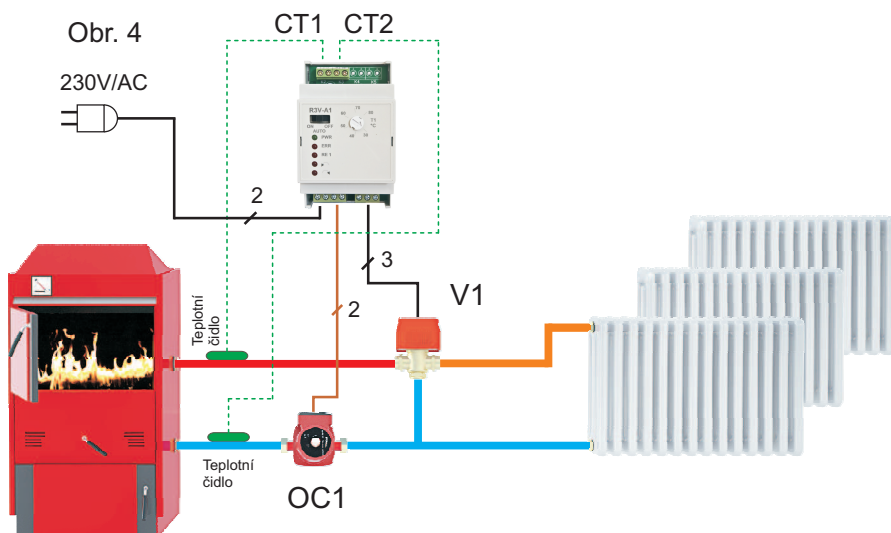 Obr. 4
CT1 CT2
230V/AC
R3V-A1
ON OFF
AUTO
PWR
ERR
RE 1
T1
°C
2
3
2
V1
Teplotní
čidlo
Teplotní
čidlo
OC1